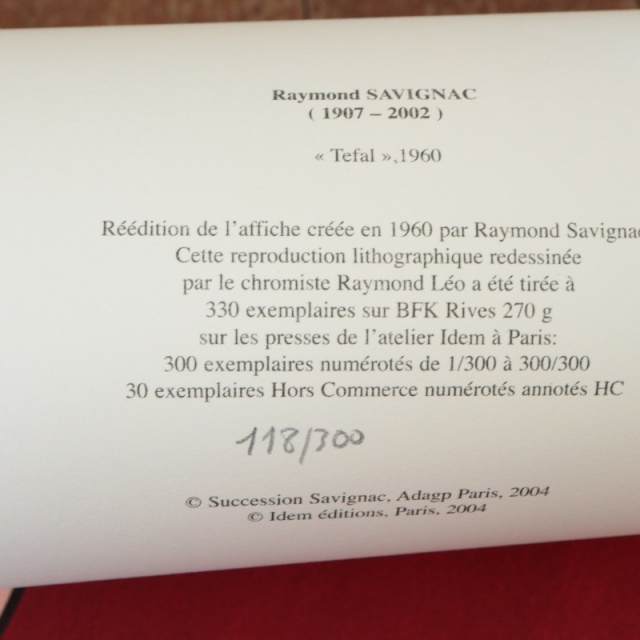 Raymond SAVIGNAC
( 1907 – 2002 )
« Tefal »,1960
Réédition de l'affiche créée en 1960 par Raymond
Cette reproduction lithographique redessinée
par le chromiste Raymond Léo a été tirée à
330 exemplaires sur BFK Rives 270 g
sur les presses de l'atelier Idem à Paris:
300 exemplaires numérotés de 1/300 à 300/300
30 exemplaires Hors Commerce numérotés annotés HC
118/300
© Succession Savignac, Adagp Paris, 2004
© Idem éditions. Paris, 2004